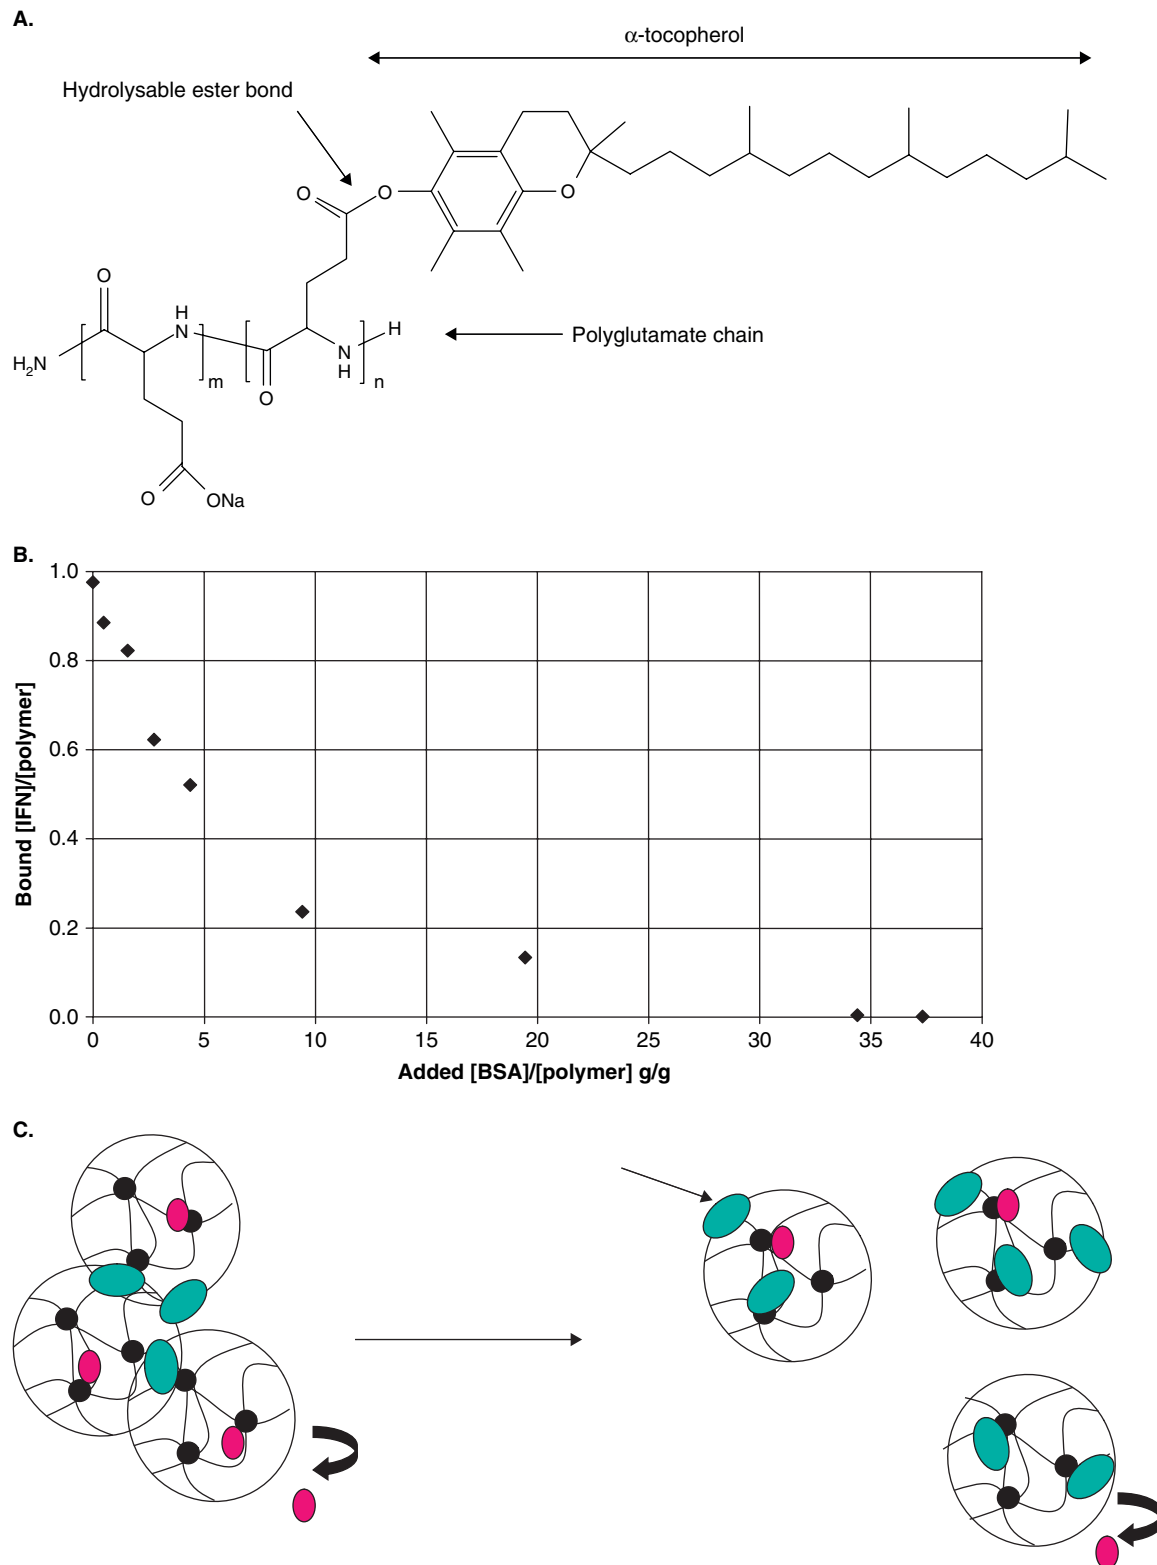 A.
α-tocopherol
Hydrolysable ester bond
O
O
O
O
H
N
H
H₂N
m
O
N
H
n
Polyglutamate chain
O
ONa
B.
1.0
0.8
0.6
0.4
0.2
0.0
Bound [IFN]/[polymer]
0 5 10 15 20 25 30 35 40
Added [BSA]/[polymer] g/g
C.